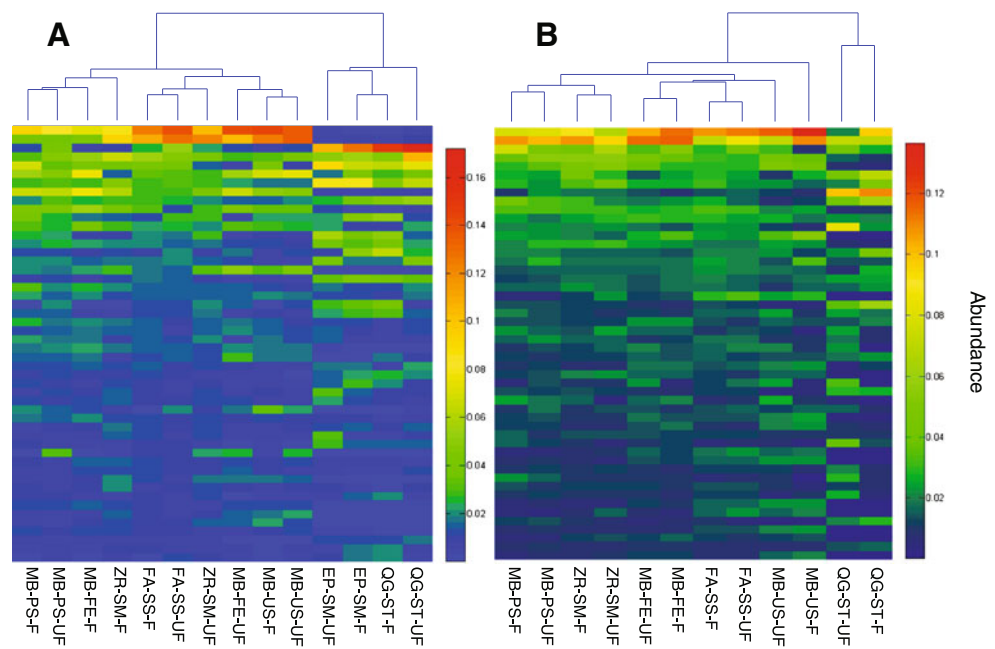 A
B
0.16
0.14
0.12
0.1
0.08
0.06
0.04
0.02
0.12
0.1
0.08
0.06
0.04
0.02
Abundance
MB-PS-F
MB-PS-UF
MB-FE-F
ZR-SM-F
FA-SS-F
FA-SS-UF
ZR-SM-UF
MB-FE-UF
MB-US-F
MB-US-UF
EP-SM-UF
EP-SM-F
QG-ST-F
QG-ST-UF
MB-PS-F
MB-PS-UF
ZR-SM-F
ZR-SM-UF
MB-FE-UF
MB-FE-F
FA-SS-F
FA-SS-UF
MB-US-UF
MB-US-F
QG-ST-UF
QG-ST-F